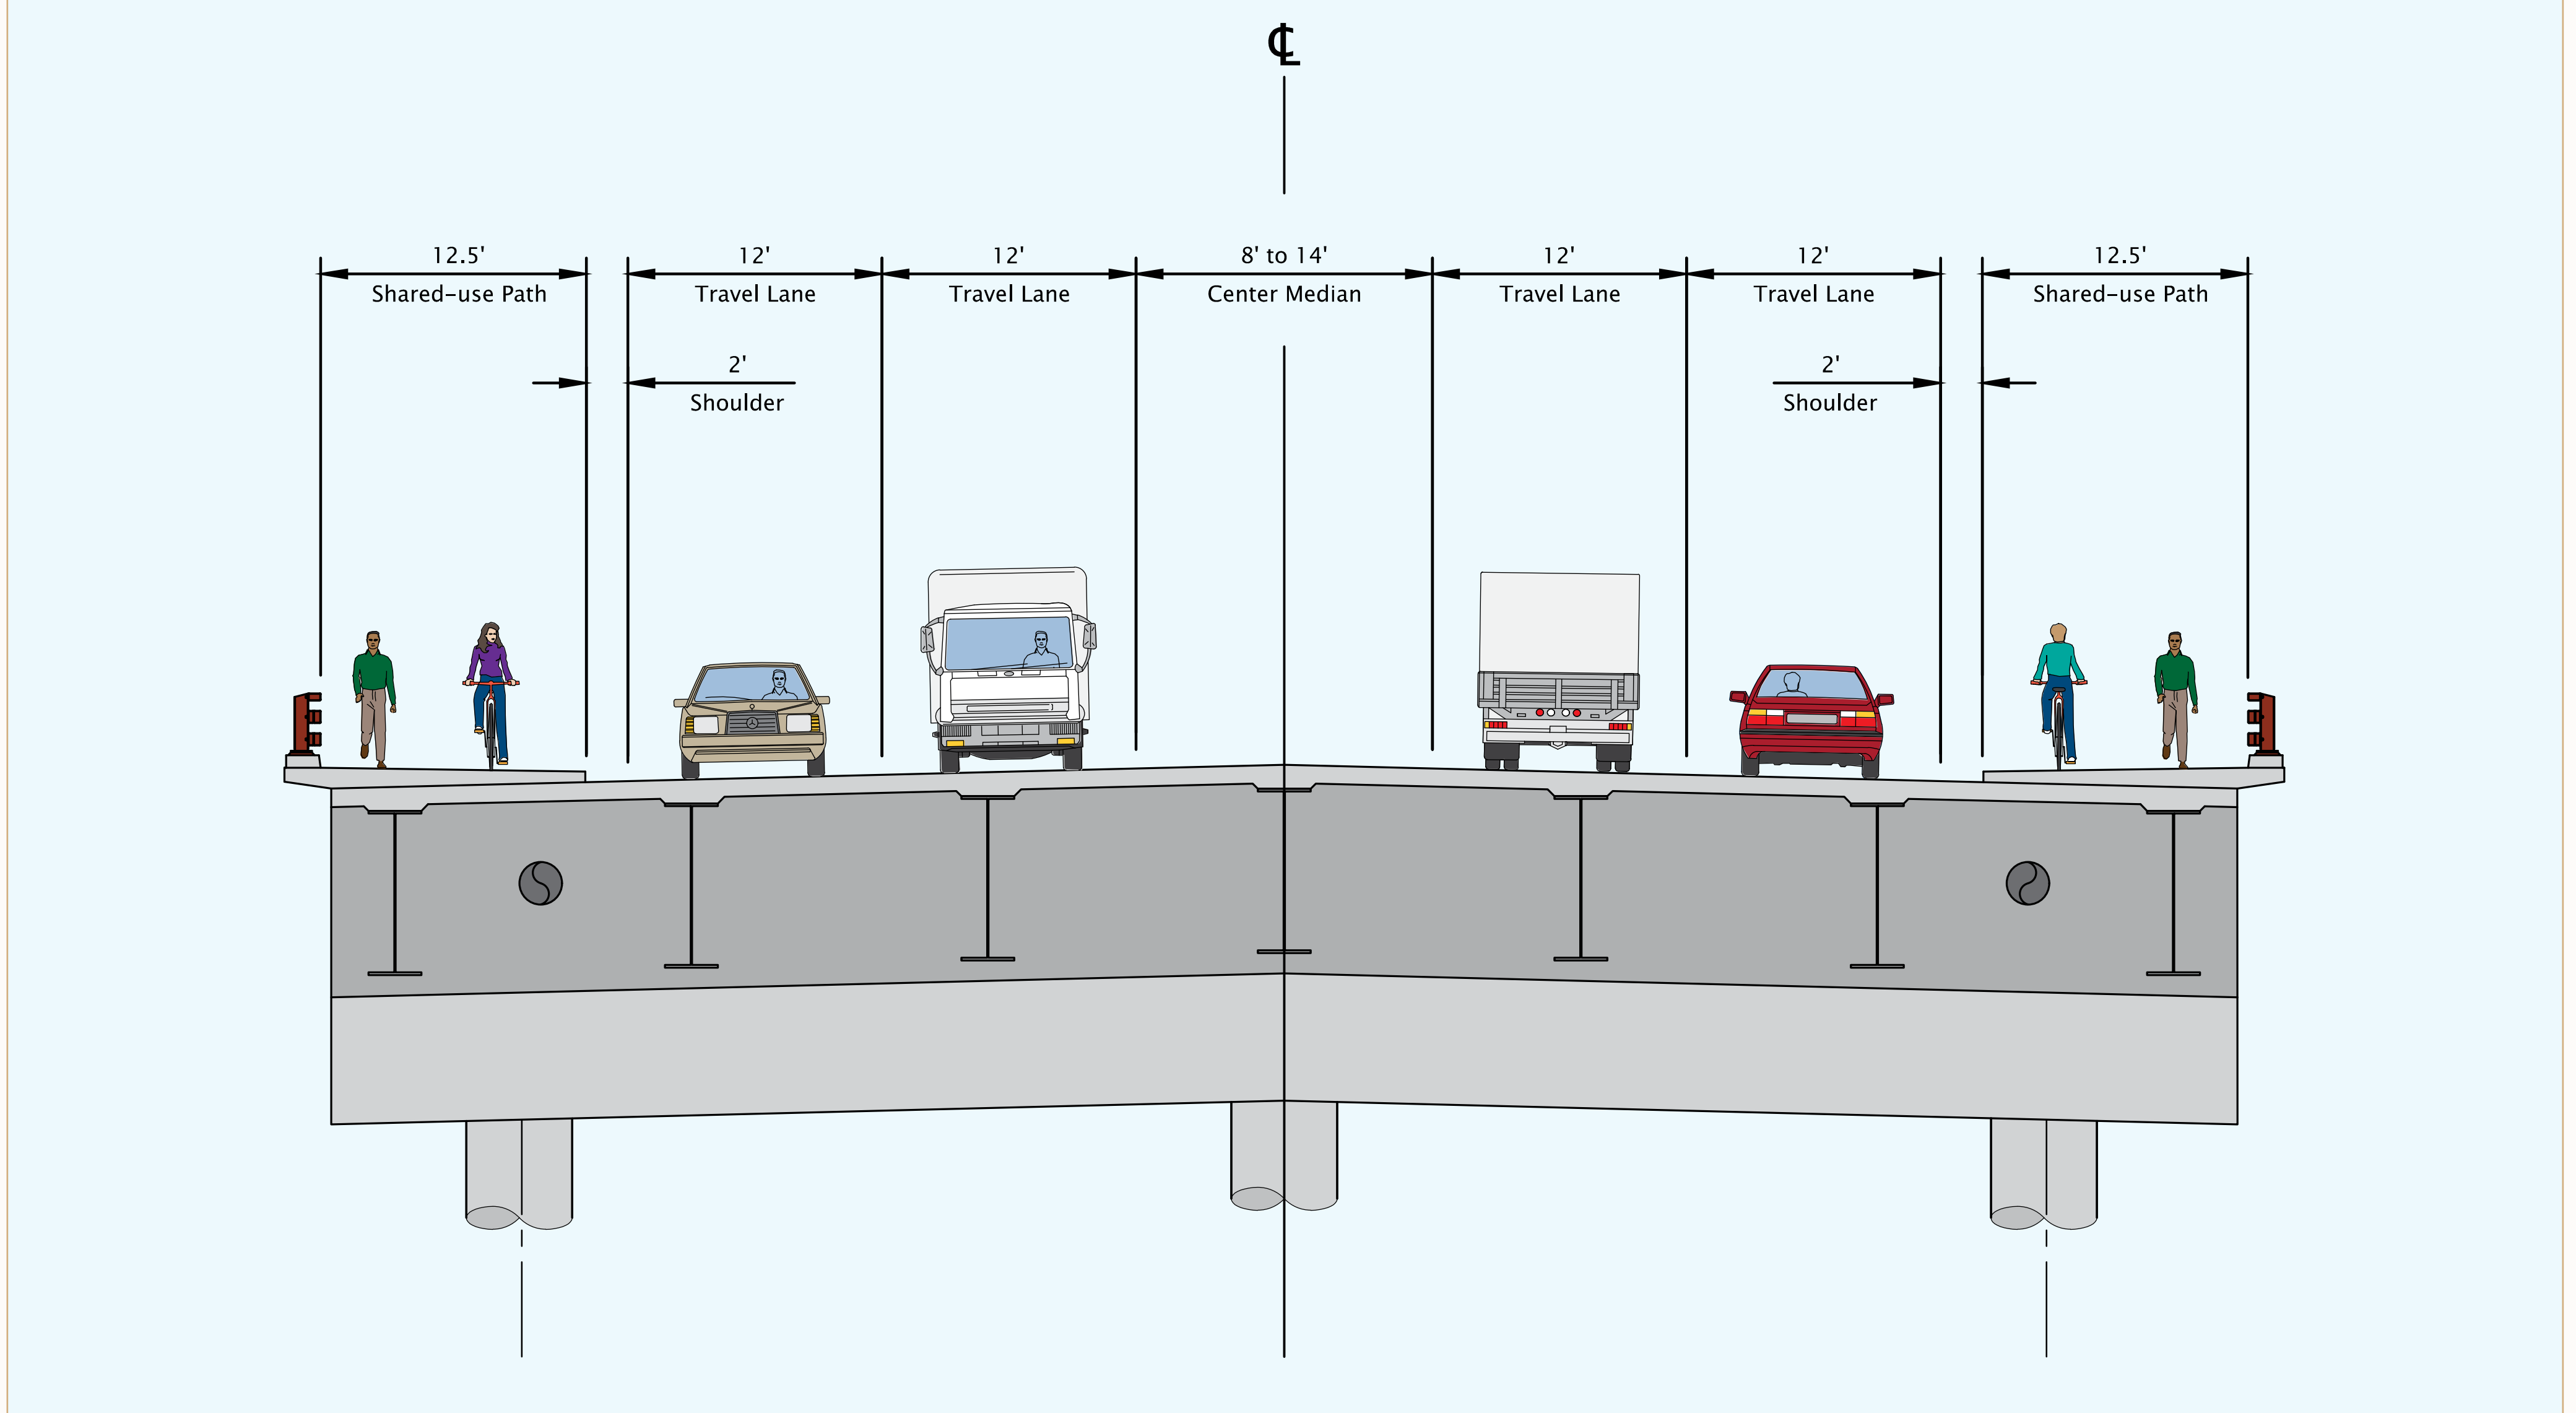 ℄
12.5'
12'
12'
8' to 14'
12'
12'
12.5'
Shared-use Path
Travel Lane
Travel Lane
Center Median
Travel Lane
Travel Lane
Shared-use Path
2'
2'
Shoulder
Shoulder